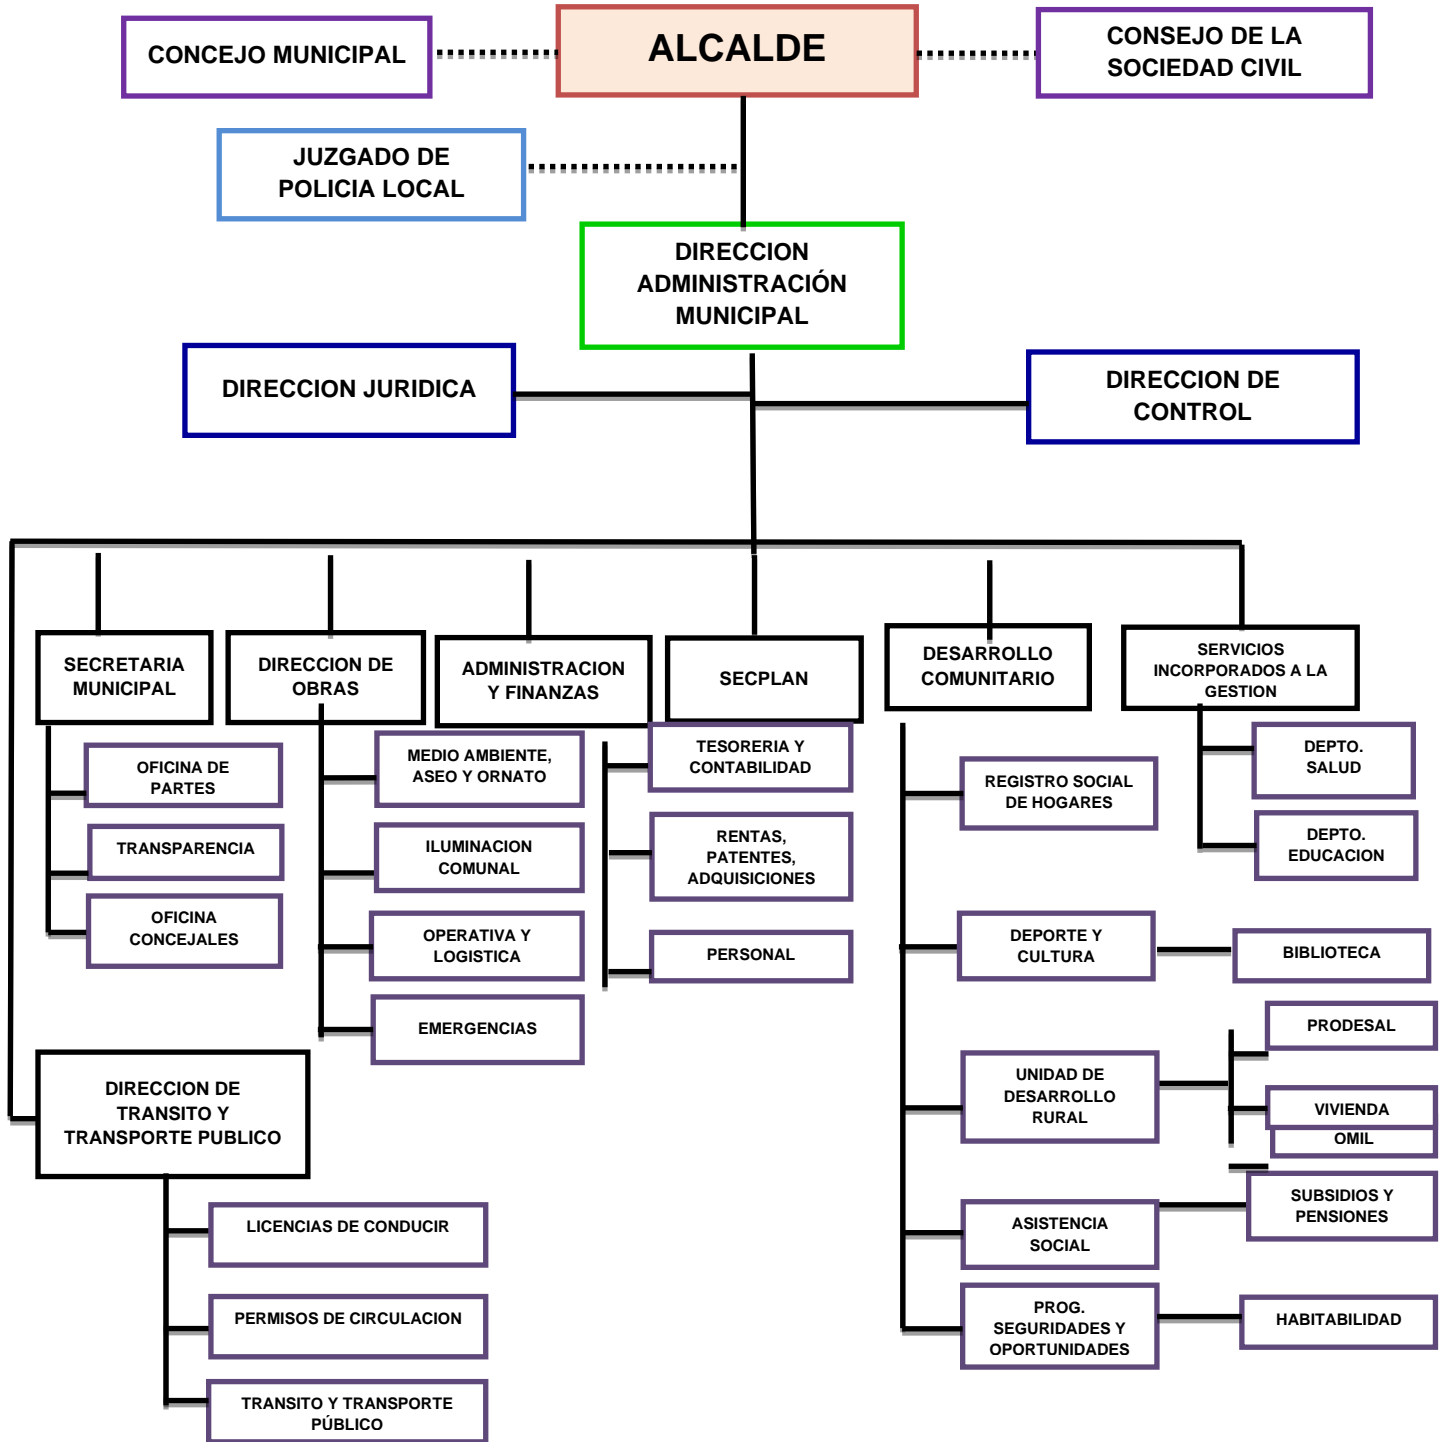 CONCEJO MUNICIPAL
ALCALDE
CONSEJO DE LA
SOCIEDAD CIVIL
JUZGADO DE
POLICIA LOCAL
DIRECCION
ADMINISTRACIÓN
MUNICIPAL
DIRECCION JURIDICA
DIRECCION DE
CONTROL
SECRETARIA
MUNICIPAL
DIRECCION DE
OBRAS
ADMINISTRACION
Y FINANZAS
SECPLAN
DESARROLLO
COMUNITARIO
SERVICIOS
INCORPORADOS A LA
GESTION
OFICINA DE
PARTES
TRANSPARENCIA
OFICINA
CONCEJALES
MEDIO AMBIENTE,
ASEO Y ORNATO
ILUMINACION
COMUNAL
OPERATIVA Y
LOGISTICA
EMERGENCIAS
TESORERIA Y
CONTABILIDAD
RENTAS,
PATENTES,
ADQUISICIONES
PERSONAL
REGISTRO SOCIAL
DE HOGARES
DEPORTE Y
CULTURA
UNIDAD DE
DESARROLLO
RURAL
ASISTENCIA
SOCIAL
PROG.
SEGURIDADES Y
OPORTUNIDADES
DEPTO.
SALUD
DEPTO.
EDUCACION
BIBLIOTECA
PRODESAL
VIVIENDA
OMIL
SUBSIDIOS Y
PENSIONES
HABITABILIDAD
DIRECCION DE
TRANSITO Y
TRANSPORTE PUBLICO
LICENCIAS DE CONDUCIR
PERMISOS DE CIRCULACION
TRANSITO Y TRANSPORTE
PÚBLICO